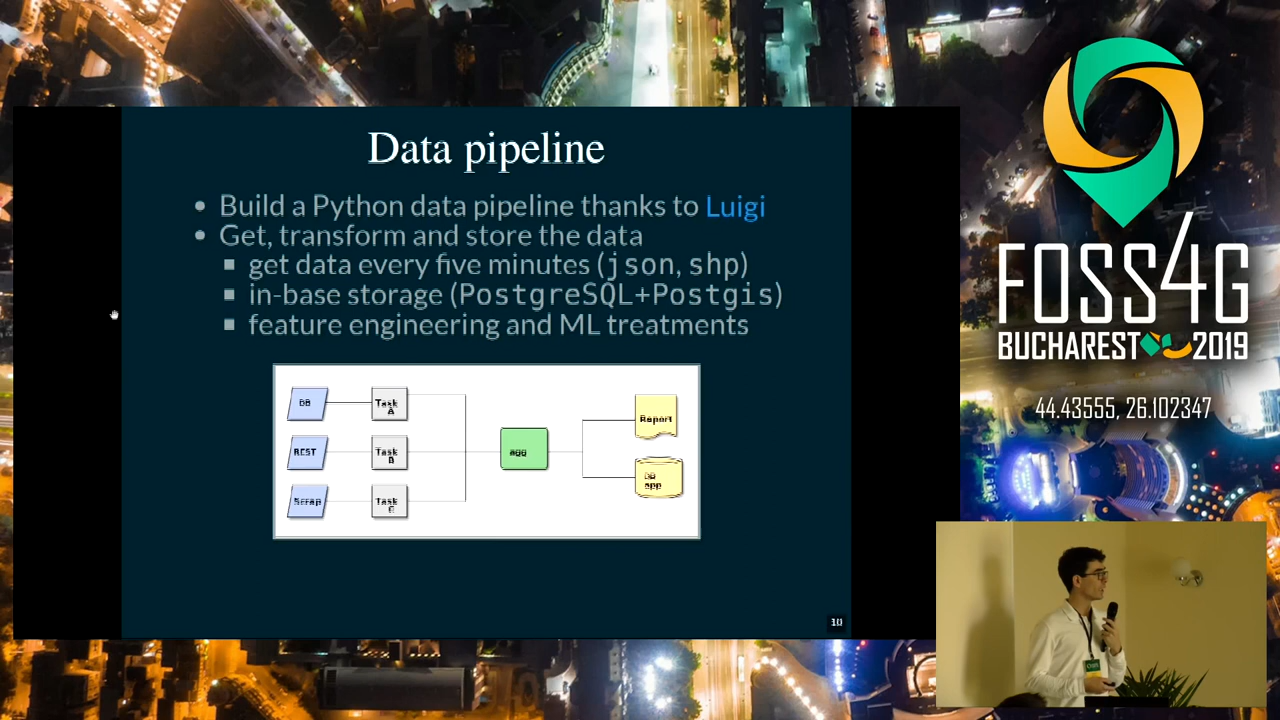 Data pipeline
Build a Python data pipeline thanks to Luigi
Get, transform and store the data
get data every five minutes (json, shp)
in-base storage (PostgreSQL+Postgis)
feature engineering and ML treatments
DB
Task
A
REST
Task
B
Scrap
Task
C
agg
Report
DB
app
10
FOSS4G
BUCHAREST 2019
44.43555, 26.102347